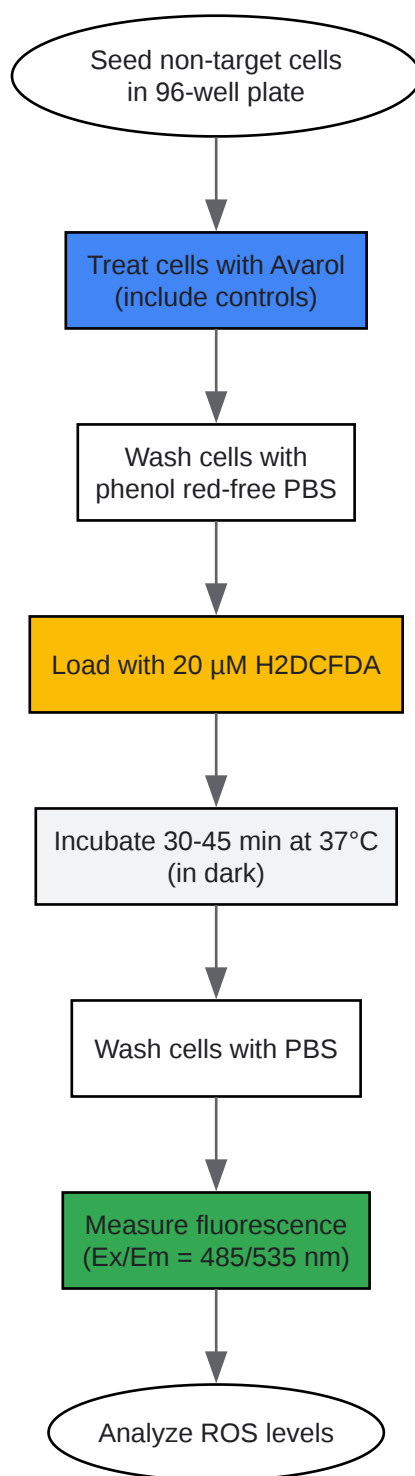 Seed non-target cells
in 96-well plate
Treat cells with Avarol
(include controls)
Wash cells with
phenol red-free PBS
Load with 20 µM H2DCFDA
Incubate 30-45 min at 37°C
(in dark)
Wash cells with PBS
Measure fluorescence
(Ex/Em = 485/535 nm)
Analyze ROS levels